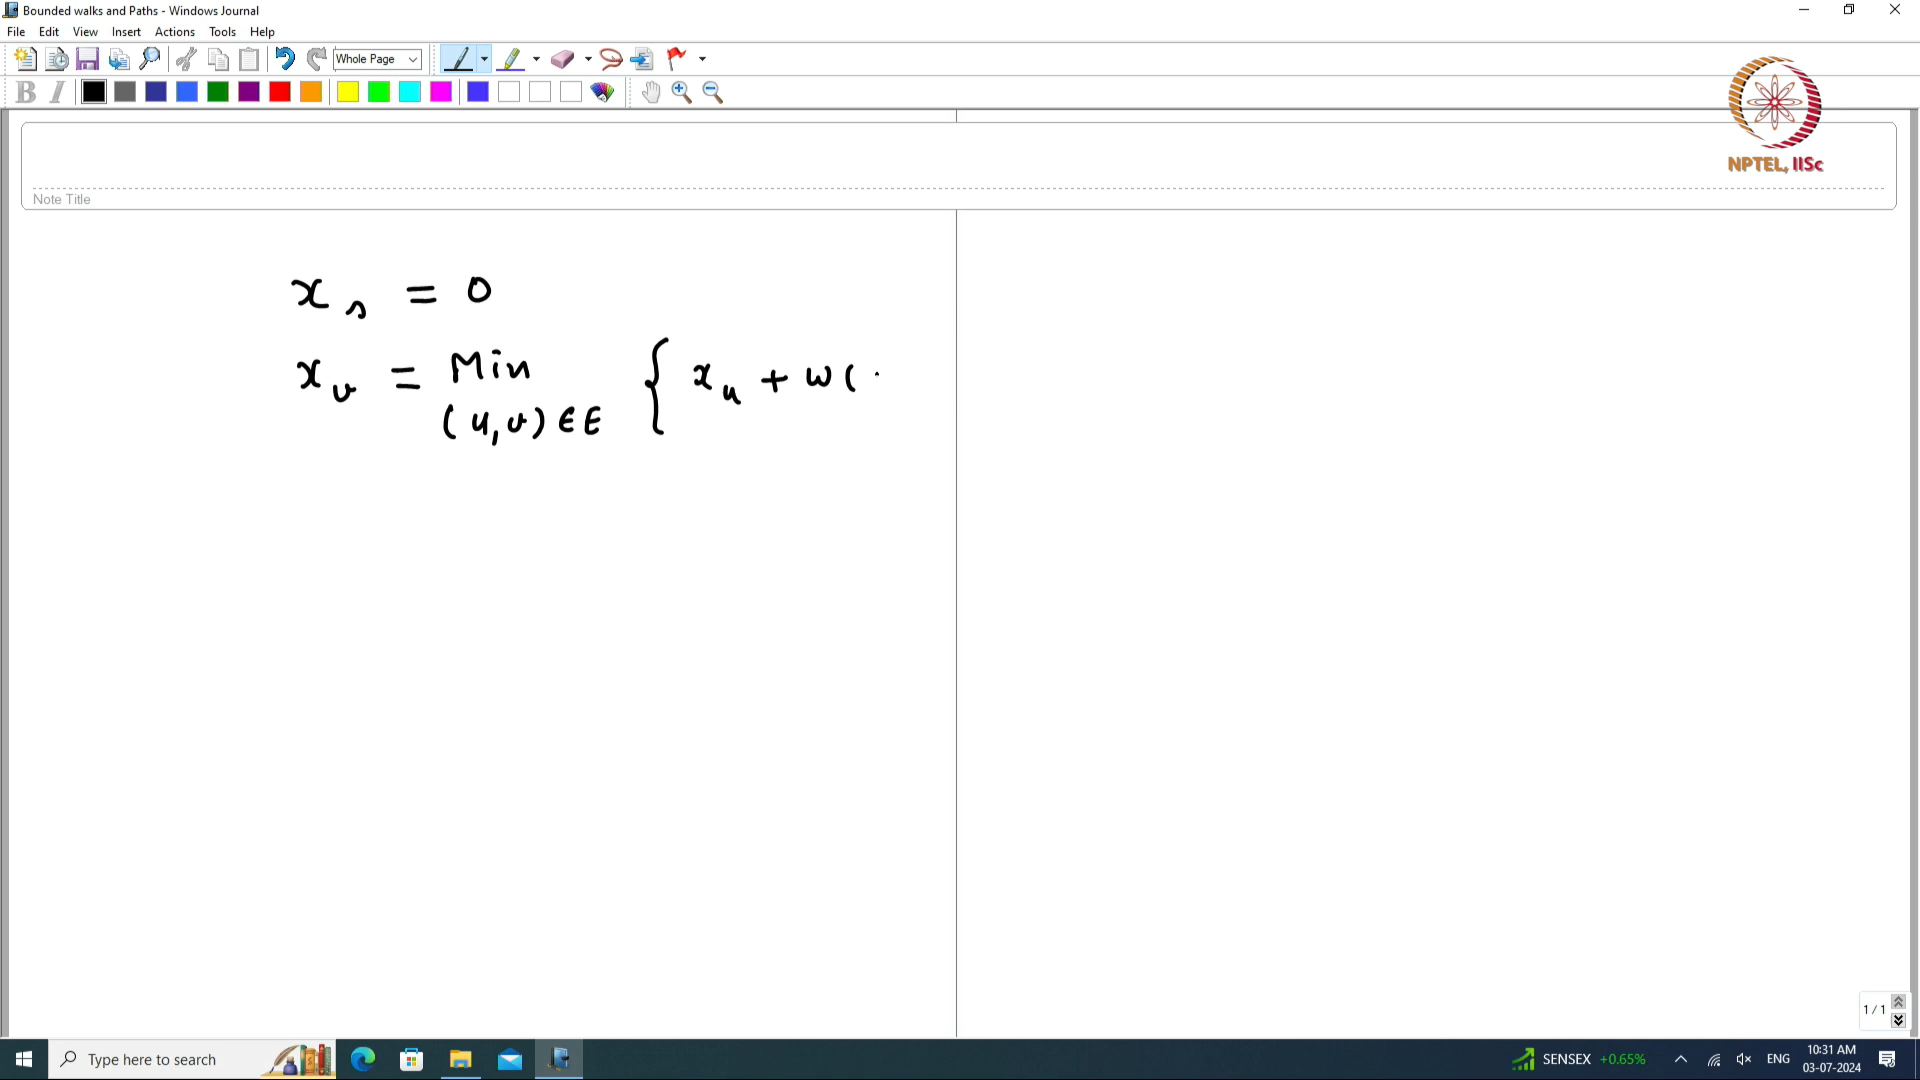 Bounded walks and Paths - Windows Journal
File Edit View Insert Actions Tools Help
Whole Page
B I
NPTEL, IISc
Note Title
x_s = 0
x_v = Min { x_u + w(
(u,v) ∈ E
1 / 1
Type here to search
SENSEX +0.65%
ENG
10:31 AM
03-07-2024